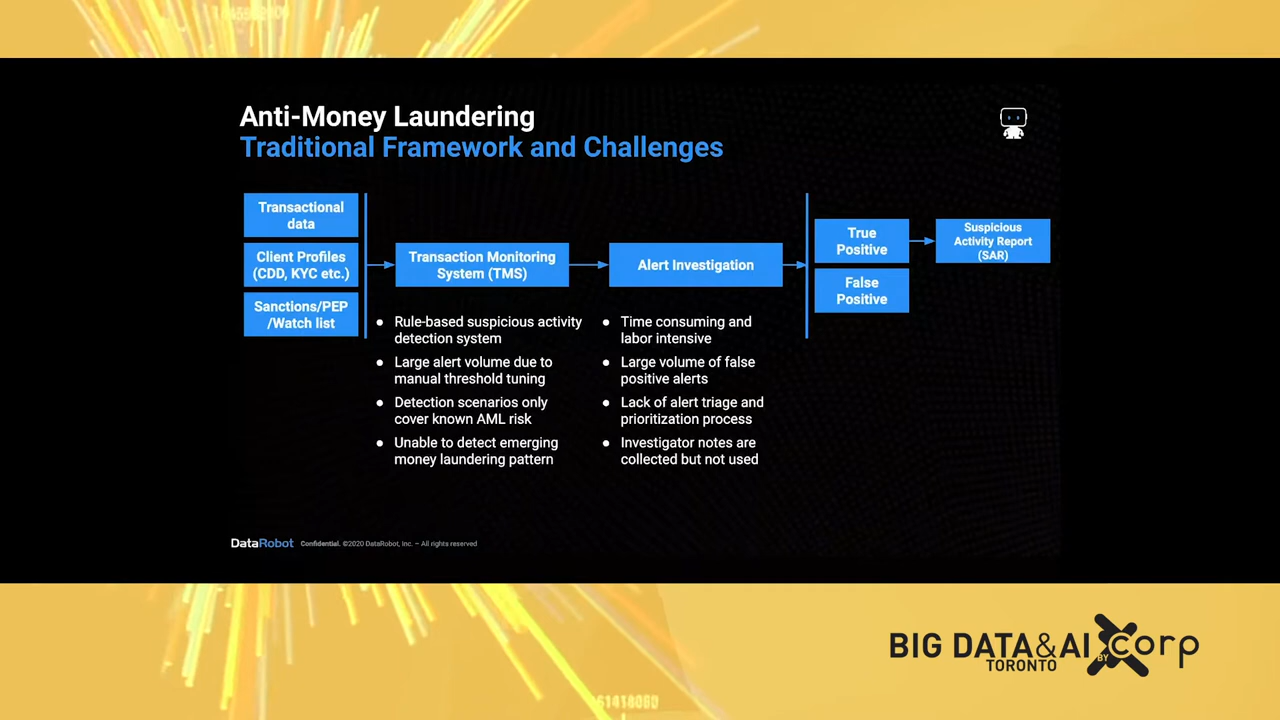 Anti-Money Laundering
Traditional Framework and Challenges
Transactional
data
Client Profiles
(CDD, KYC etc.)
Sanctions/PEP
/Watch list
Transaction Monitoring
System (TMS)
Alert Investigation
True
Positive
False
Positive
Suspicious
Activity Report
(SAR)
● Rule-based suspicious activity
detection system
● Large alert volume due to
manual threshold tuning
● Detection scenarios only
cover known AML risk
● Unable to detect emerging
money laundering pattern
● Time consuming and
labor intensive
● Large volume of false
positive alerts
● Lack of alert triage and
prioritization process
● Investigator notes are
collected but not used
DataRobot Confidential. ©2020 DataRobot, Inc. – All rights reserved
BIG DATA&AI BY corp
TORONTO